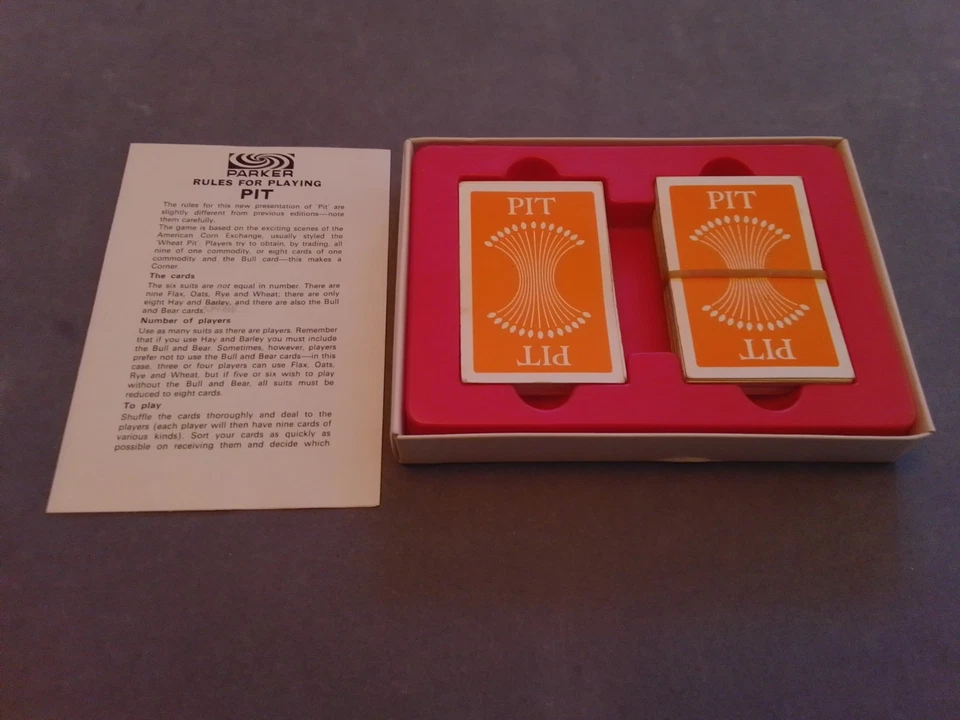 PARKER
RULES FOR PLAYING
PIT
The rules for this new presentation of 'Pit' are
slightly different from previous editions—note
them carefully.
The game is based on the exciting scenes of the
American Corn Exchange, usually styled the
'Wheat Pit'. Players try to obtain, by trading, all
nine of one commodity, or eight cards of one
commodity and the Bull card—this makes a
Corner.
The cards
The six suits are not equal in number. There are
nine Flax, Oats, Rye and Wheat; there are only
eight Hay and Barley, and there are also the Bull
and Bear cards.
Number of players
Use as many suits as there are players. Remember
that if you use Hay and Barley you must include
the Bull and Bear. Sometimes, however, players
prefer not to use the Bull and Bear cards—in this
case, three or four players can use Flax, Oats,
Rye and Wheat, but if five or six wish to play
without the Bull and Bear, all suits must be
reduced to eight cards.
To play
Shuffle the cards thoroughly and deal to the
players (each player will then have nine cards of
various kinds). Sort your cards as quickly as
possible on receiving them and decide which
PIT
PIT
PIT
PIT